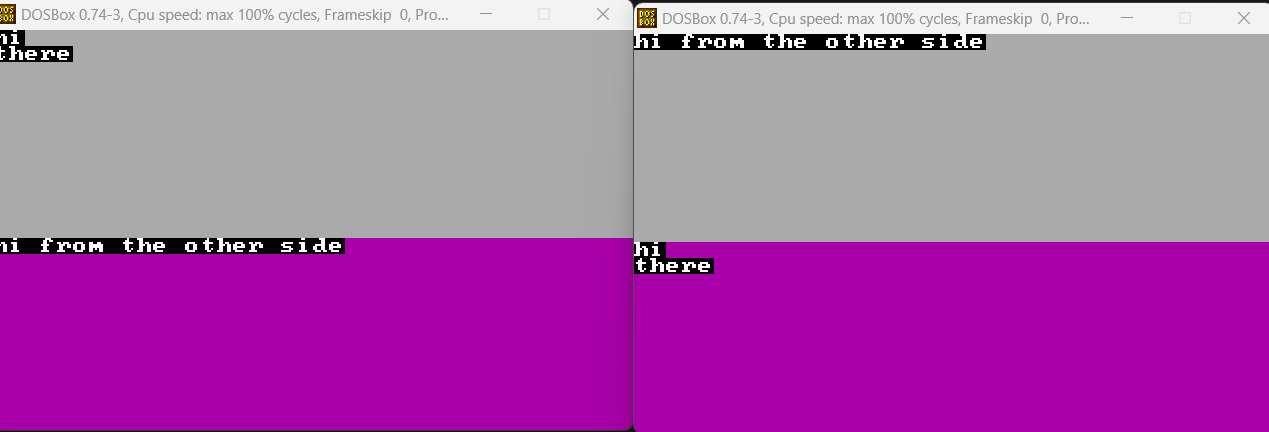 DOSBox 0.74-3, Cpu speed: max 100% cycles, Frameskip 0, Pro...
hi
there
hi from the other side
DOSBox 0.74-3, Cpu speed: max 100% cycles, Frameskip 0, Pro...
hi from the other side
hi
there